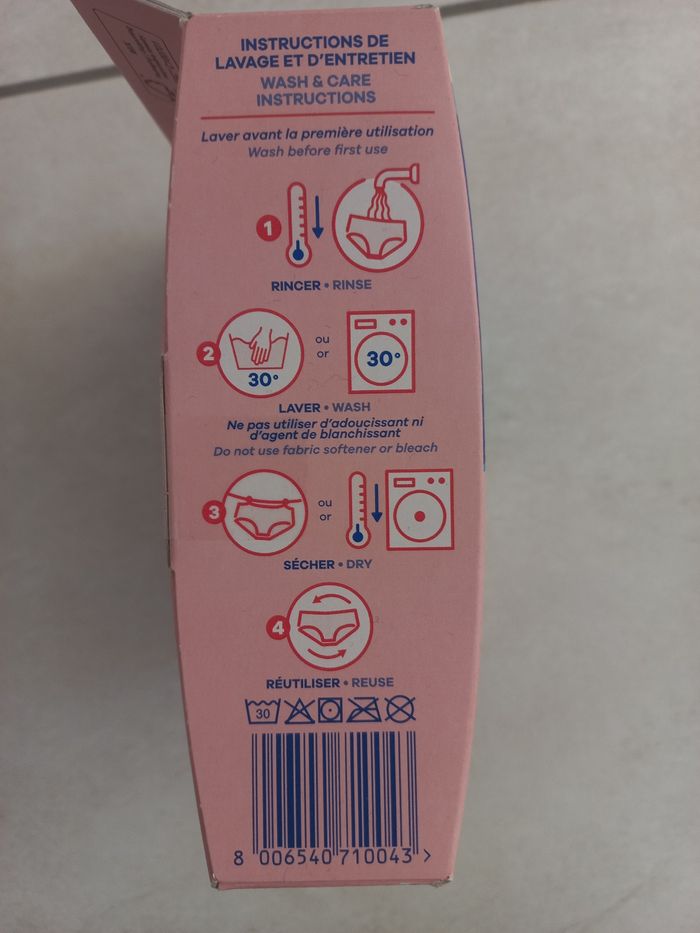 INSTRUCTIONS DE
LAVAGE ET D'ENTRETIEN
WASH & CARE
INSTRUCTIONS
Laver avant la première utilisation
Wash before first use
1
RINCER • RINSE
2
30°
ou
or
30°
LAVER • WASH
Ne pas utiliser d'adoucissant ni
d'agent de blanchissant
Do not use fabric softener or bleach
3
ou
or
SÉCHER • DRY
4
RÉUTILISER • REUSE
30
8 006540 710043 >